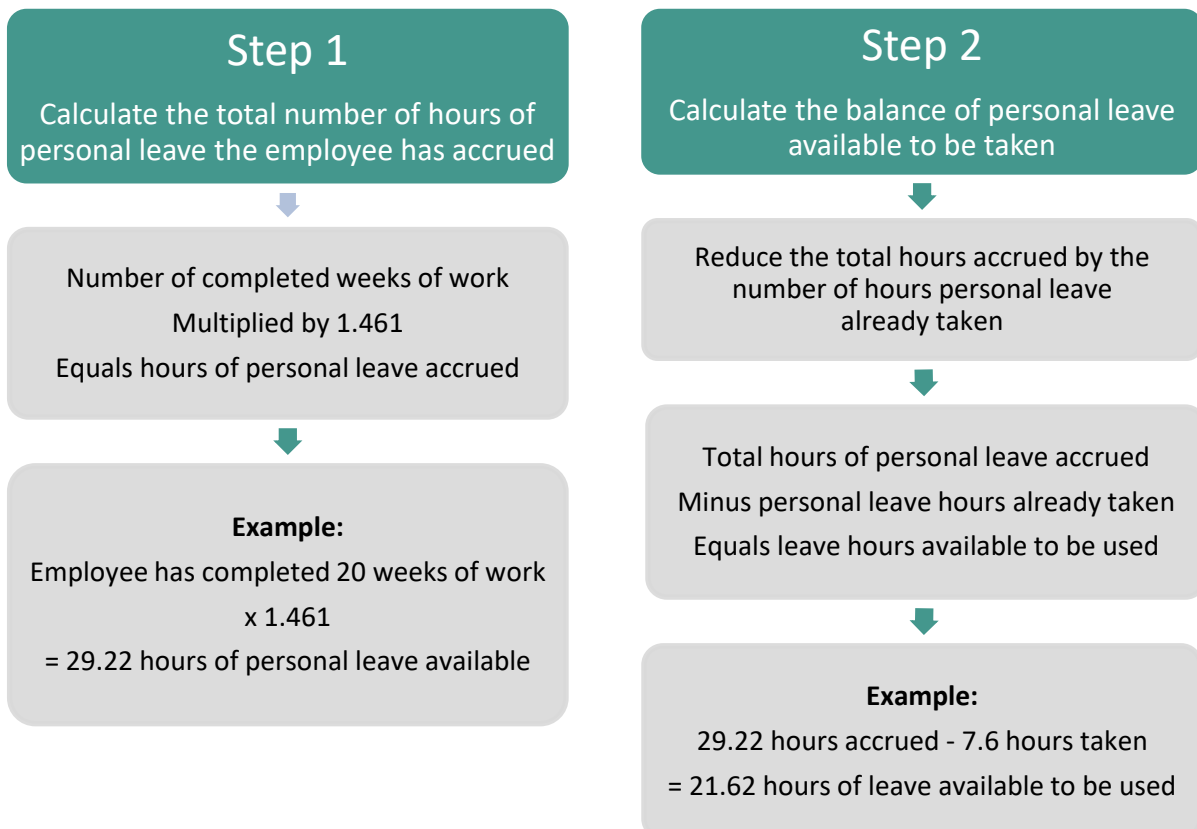 Step 1
Calculate the total number of hours of
personal leave the employee has accrued
Number of completed weeks of work
Multiplied by 1.461
Equals hours of personal leave accrued
Example:
Employee has completed 20 weeks of work
x 1.461
= 29.22 hours of personal leave available
Step 2
Calculate the balance of personal leave
available to be taken
Reduce the total hours accrued by the
number of hours personal leave
already taken
Total hours of personal leave accrued
Minus personal leave hours already taken
Equals leave hours available to be used
Example:
29.22 hours accrued - 7.6 hours taken
= 21.62 hours of leave available to be used